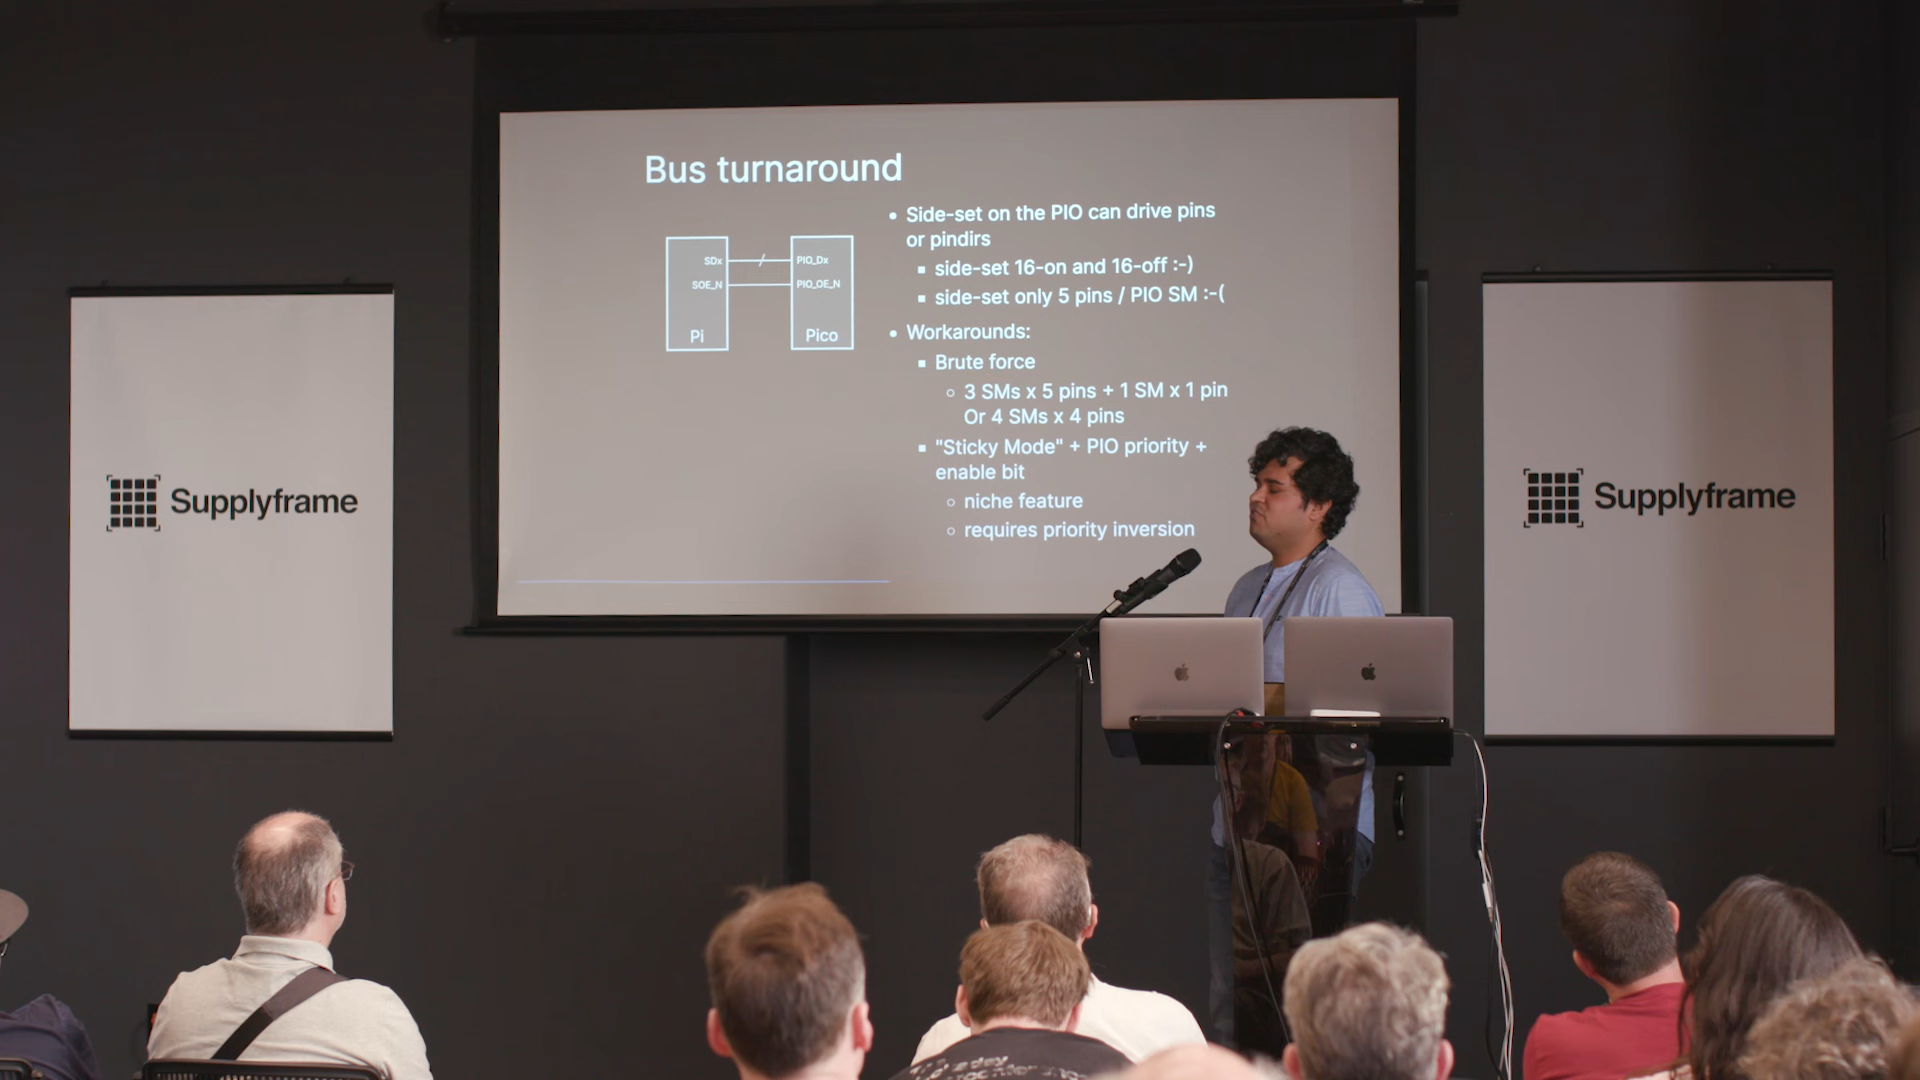 Bus turnaround
SDx
SOE_N
Pi
PIO_Dx
PIO_OE_N
Pico
• Side-set on the PIO can drive pins
or pindirs
▪ side-set 16-on and 16-off :-)
▪ side-set only 5 pins / PIO SM :-(
• Workarounds:
▪ Brute force
◦ 3 SMs x 5 pins + 1 SM x 1 pin
Or 4 SMs x 4 pins
▪ "Sticky Mode" + PIO priority +
enable bit
◦ niche feature
◦ requires priority inversion
Supplyframe
Supplyframe